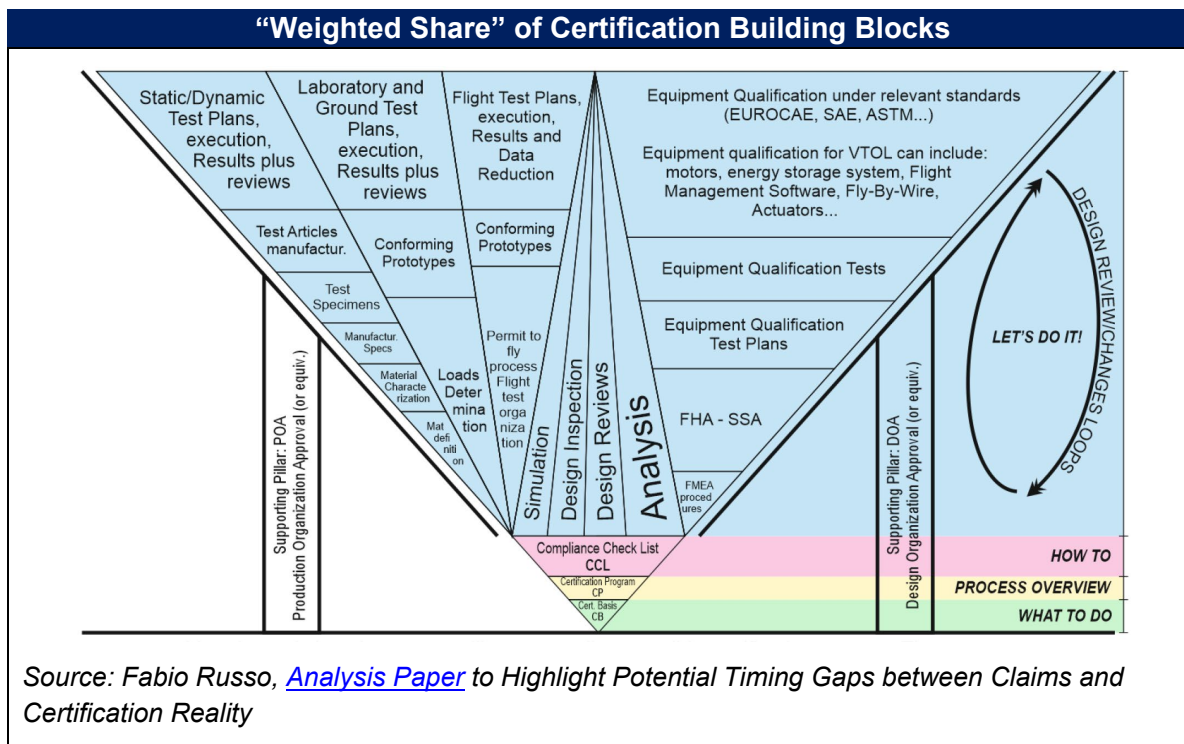 “Weighted Share” of Certification Building Blocks
Static/Dynamic
Test Plans,
execution,
Results plus
reviews
Laboratory and
Ground Test
Plans,
execution,
Results plus
reviews
Flight Test Plans,
execution,
Results and
Data
Reduction
Equipment Qualification under relevant standards
(EUROCAE, SAE, ASTM...)
Equipment qualification for VTOL can include:
motors, energy storage system, Flight
Management Software, Fly-By-Wire,
Actuators...
Test Articles
manufactur.
Conforming
Prototypes
Conforming
Prototypes
Equipment Qualification Tests
Test
Specimens
Manufactur.
Specs
Material Characte
rization
Mat
defi
niti
on
Loads
Deter
mina
tion
Permit to
fly
process
Flight
test
orga
niza
tion
Simulation
Design Inspection
Design Reviews
Analysis
Equipment Qualification
Test Plans
FHA - SSA
FMEA
proced
ures
LET'S DO IT!
DESIGN REVIEW/CHANGES LOOPS
Supporting Pillar: POA
Production Organization Approval (or equiv.)
Supporting Pillar: DOA
Design Organization Approval (or equiv.)
Compliance Check List
CCL
HOW TO
Certification Program
CP
PROCESS OVERVIEW
Cert. Basis
CB
WHAT TO DO
Source: Fabio Russo, Analysis Paper to Highlight Potential Timing Gaps between Claims and
Certification Reality